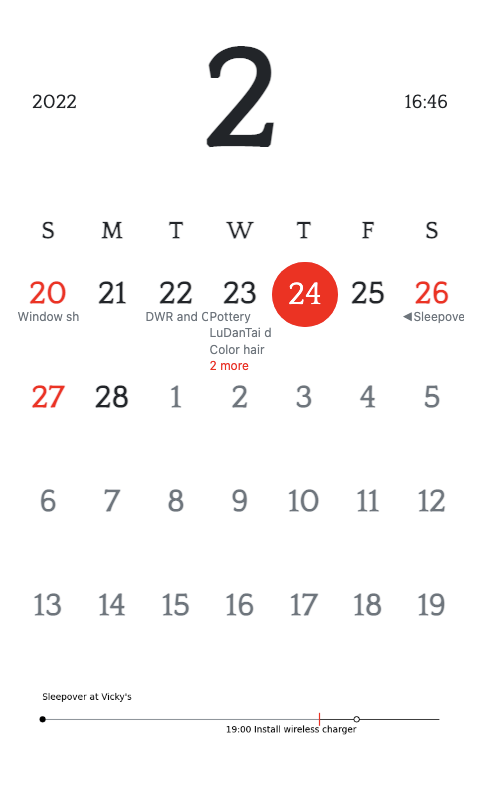 2
2022
16:46
S M T W T F S
20 21 22 23 24 25 26
Window sh
DWR and C
Pottery
◀Sleepove
LuDanTai d
Color hair
2 more
27 28 1 2 3 4 5
6 7 8 9 10 11 12
13 14 15 16 17 18 19
Sleepover at Vicky's
19:00 Install wireless charger